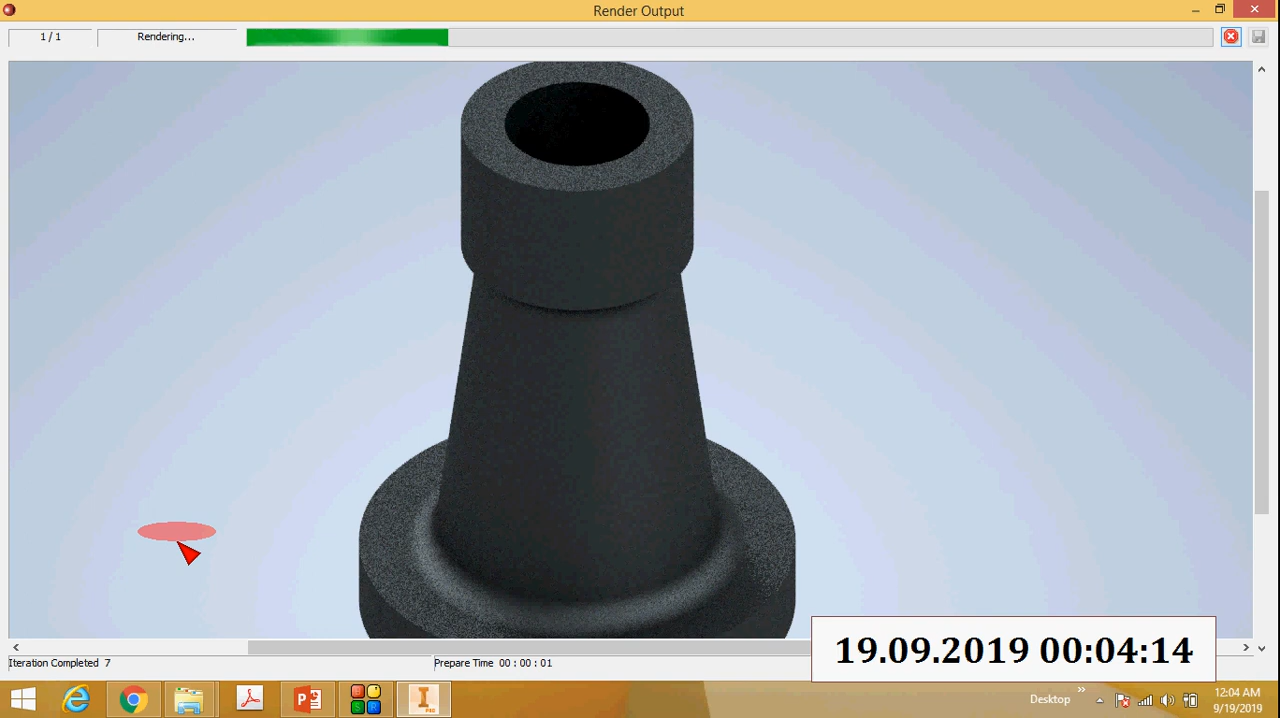 Render Output
1 / 1
Rendering...
Iteration Completed 7
Prepare Time 00 : 00 : 01
19.09.2019 00:04:14
Desktop
12:04 AM
9/19/2019